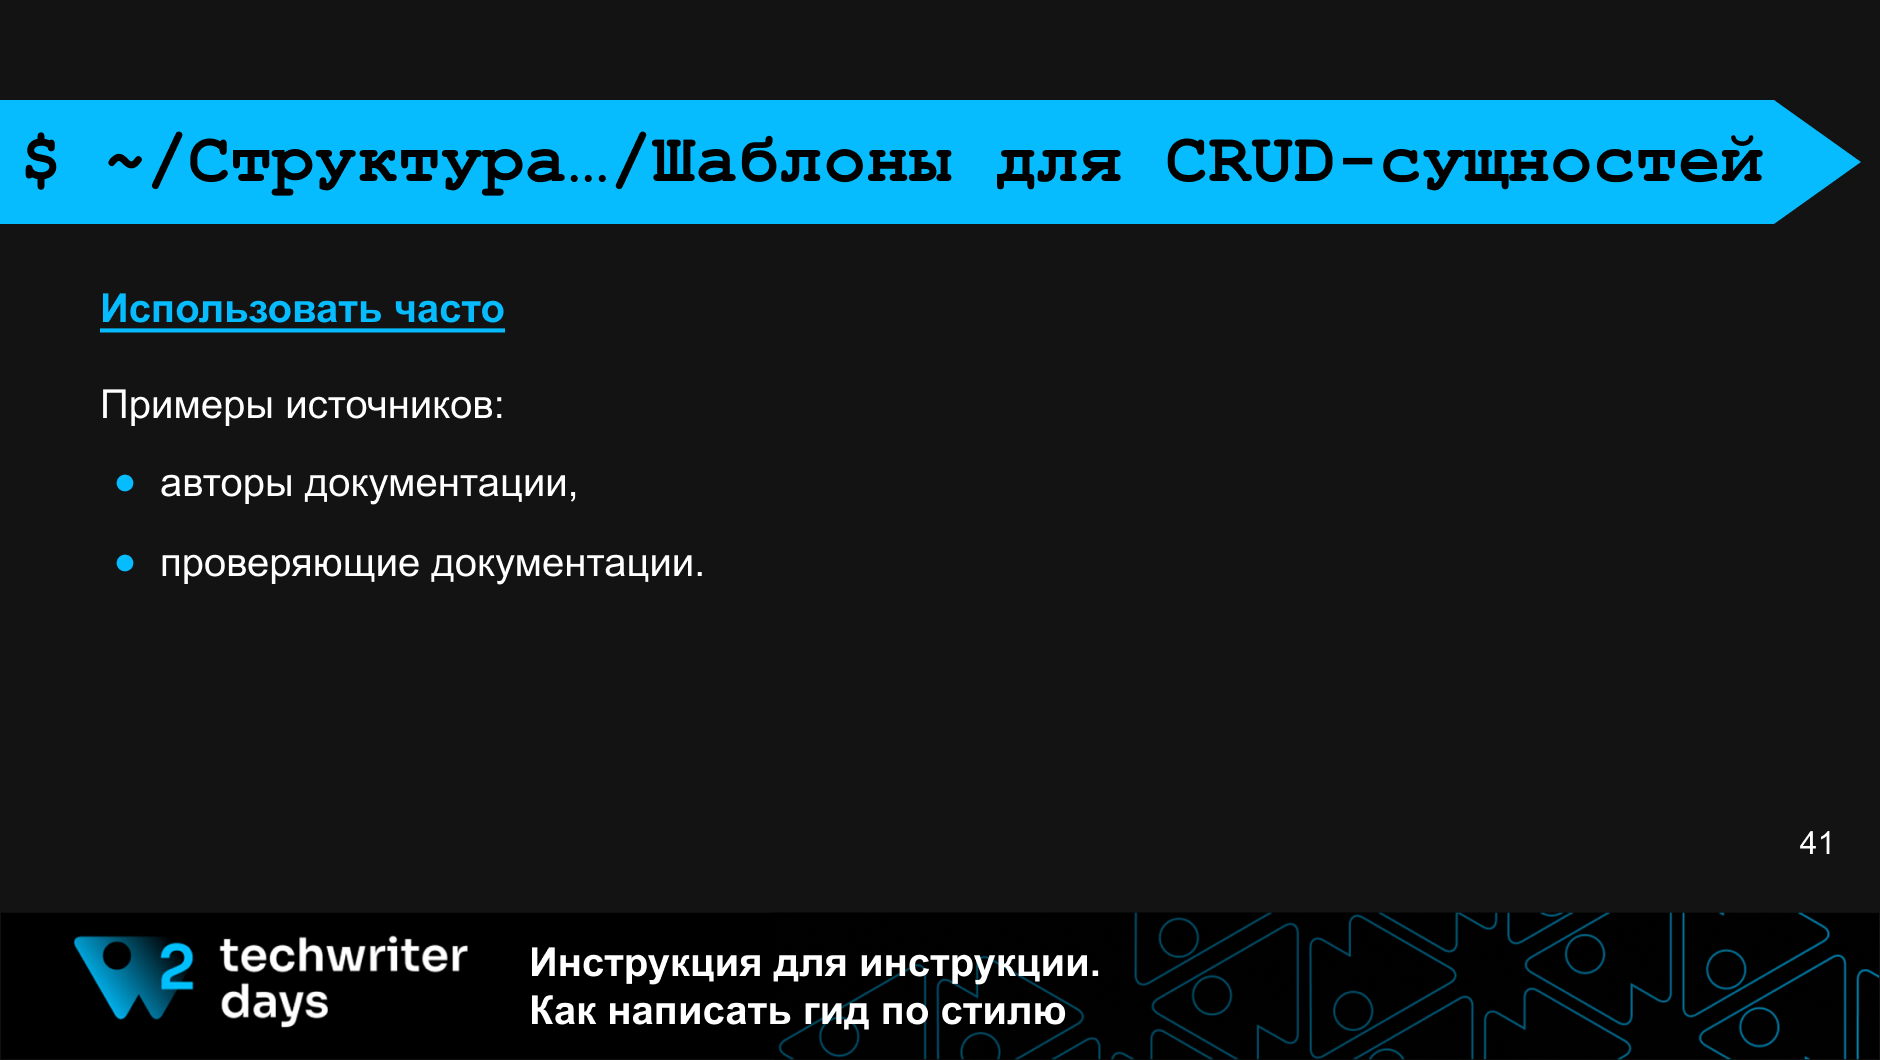 $ ~/Структура…/Шаблоны для CRUD-сущностей
Использовать часто
Примеры источников:
● авторы документации,
● проверяющие документации.
41
2
techwriter
days
Инструкция для инструкции.
Как написать гид по стилю